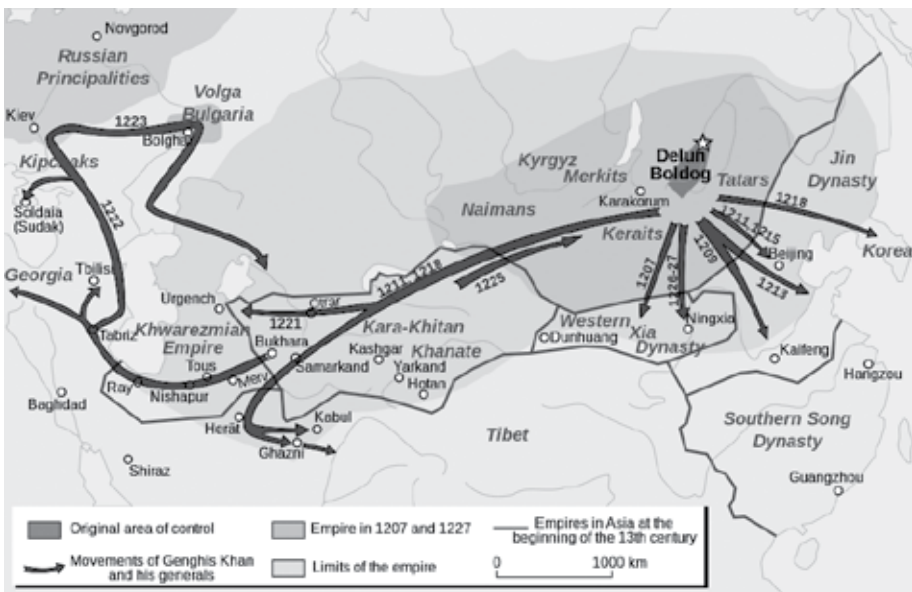 Novgorod
Russian
Principalities
Volga
Bulgaria
Kiev
1223
Bolghar
Kipchaks
Soldaia
(Sudak)
1222
Georgia
Tbilisi
Tabriz
Urgench
Khwarezmian
Empire
Bukhara
Tous
Merv
Ray
Nishapur
Baghdad
Shiraz
Herat
Kabul
Ghazni
1221
Otrar
1211, 1218
1225
Samarkand
Kara-Khitan
Khanate
Kashgar
Yarkand
Hotan
Tibet
Kyrgyz
Merkits
Naimans
Karakorum
Keraits
Delun
Boldog
Tatars
Jin
Dynasty
1218
Korea
1211, 1215
Beijing
1209
1213
1207
1226-27
Western
Xia
Dynasty
Dunhuang
Ningxia
Kaifeng
Hangzou
Southern Song
Dynasty
Guangzhou
Original area of control
Empire in 1207 and 1227
Empires in Asia at the
beginning of the 13th century
Movements of Genghis Khan
and his generals
Limits of the empire
0 1000 km